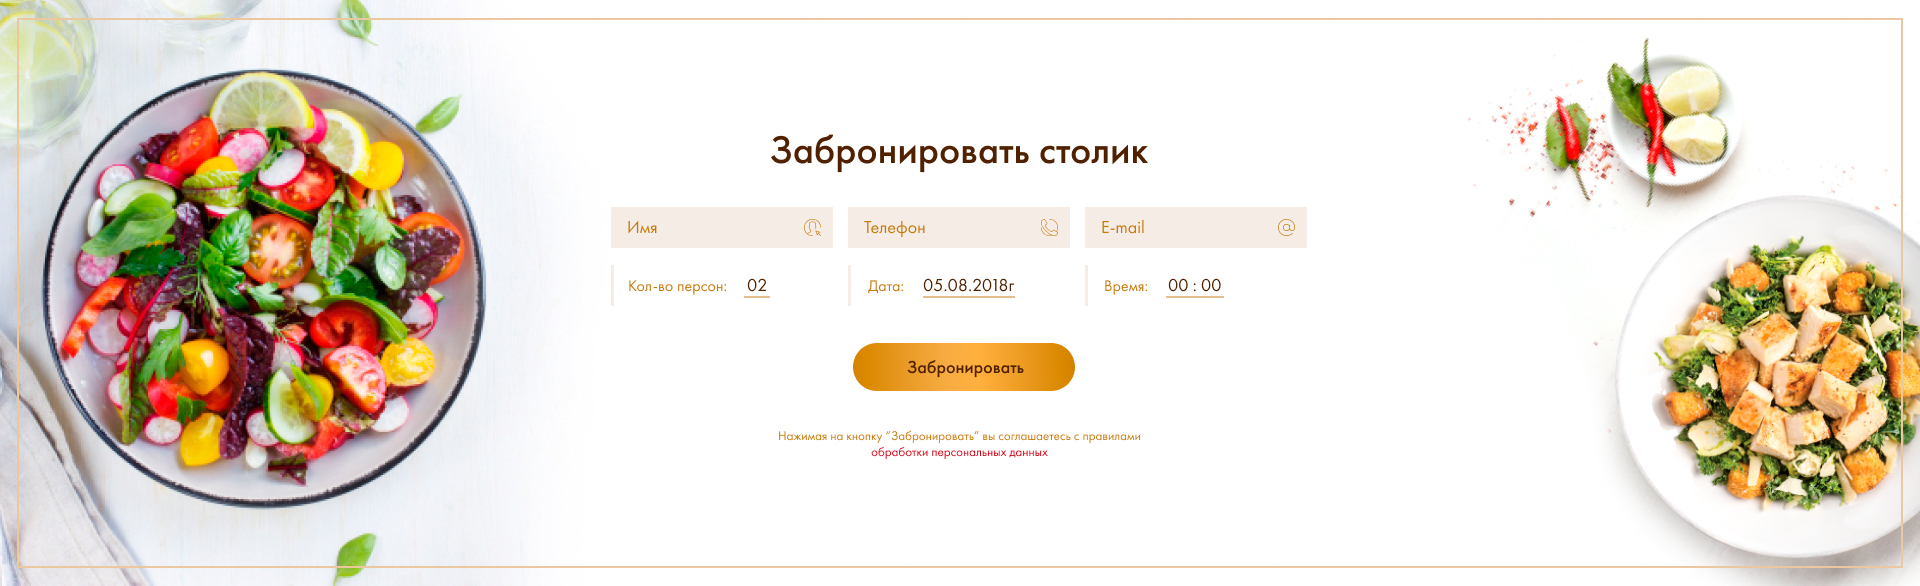 Забронировать столик
Имя Телефон E-mail @
Кол-во персон: 02 Дата: 05.08.2018г Время: 00 : 00
Забронировать
Нажимая на кнопку “Забронировать” вы соглашаетесь с правилами
обработки персональных данных